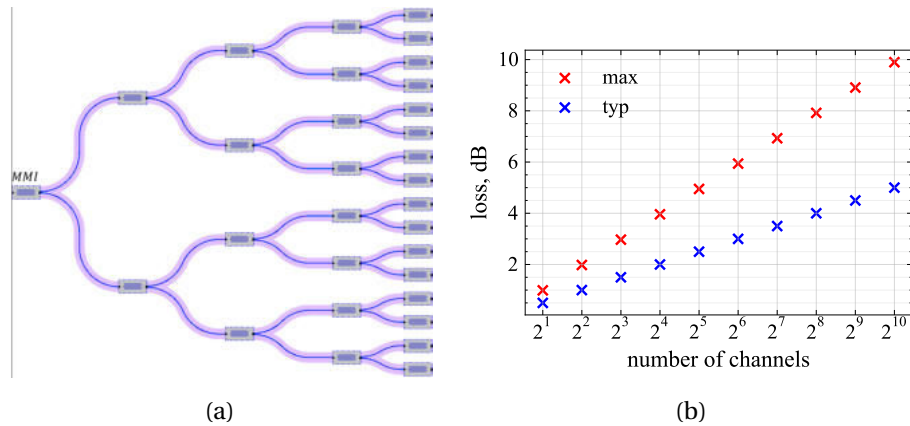 MMI
(a)
10
8
6
4
2
loss, dB
max
typ
2^1 2^2 2^3 2^4 2^5 2^6 2^7 2^8 2^9 2^10
number of channels
(b)